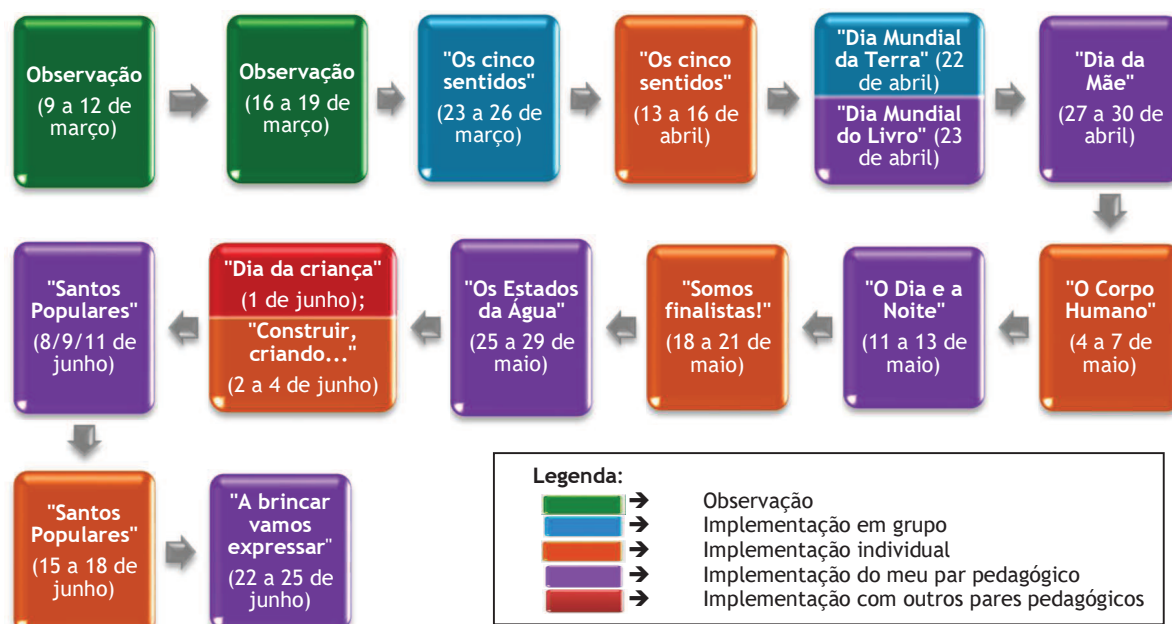 Observação
(9 a 12 de
março)
Observação
(16 a 19 de
março)
"Os cinco
sentidos"
(23 a 26 de
março)
"Os cinco
sentidos"
(13 a 16 de
abril)
"Dia Mundial
da Terra" (22
de abril)
"Dia Mundial
do Livro" (23
de abril)
"Dia da
Mãe"
(27 a 30 de
abril)
"O Corpo
Humano"
(4 a 7 de
maio)
"O Dia e a
Noite"
(11 a 13 de
maio)
"Somos
finalistas!"
(18 a 21 de
maio)
"Os Estados
da Água"
(25 a 29 de
maio)
"Dia da criança"
(1 de junho);
"Construir,
criando..."
(2 a 4 de junho)
"Santos
Populares"
(8/9/11 de
junho)
"Santos
Populares"
(15 a 18 de
junho)
"A brincar
vamos
expressar"
(22 a 25 de
junho)
Legenda:
Observação
Implementação em grupo
Implementação individual
Implementação do meu par pedagógico
Implementação com outros pares pedagógicos